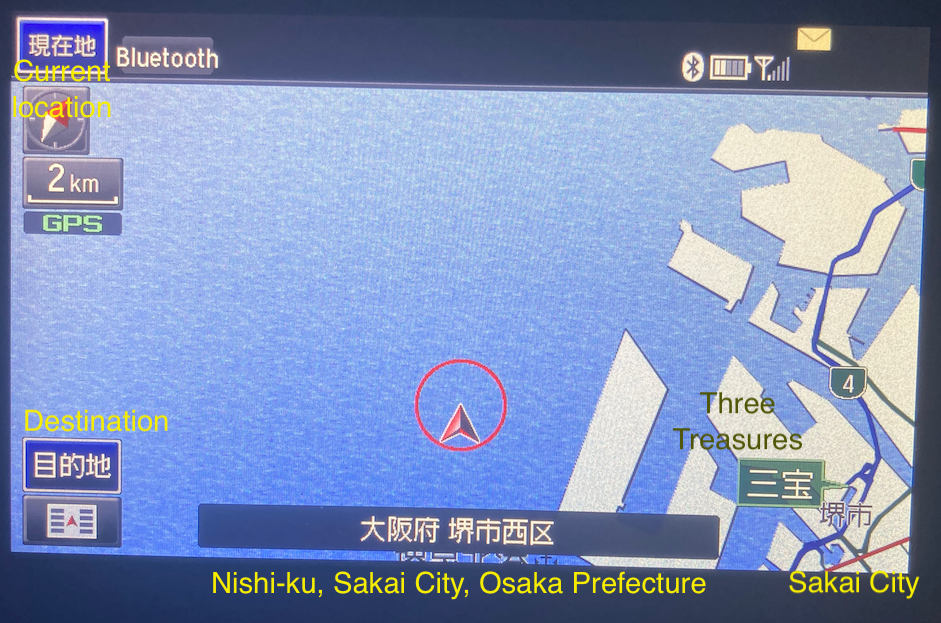 現在地
Bluetooth
Current
location
2 km
GPS
4
Destination
目的地
Three
Treasures
三宝
堺市
大阪府 堺市西区
Nishi-ku, Sakai City, Osaka Prefecture
Sakai City